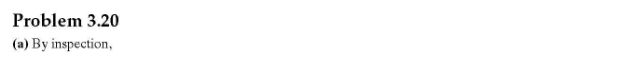 Problem 3.20
(a) By inspection,